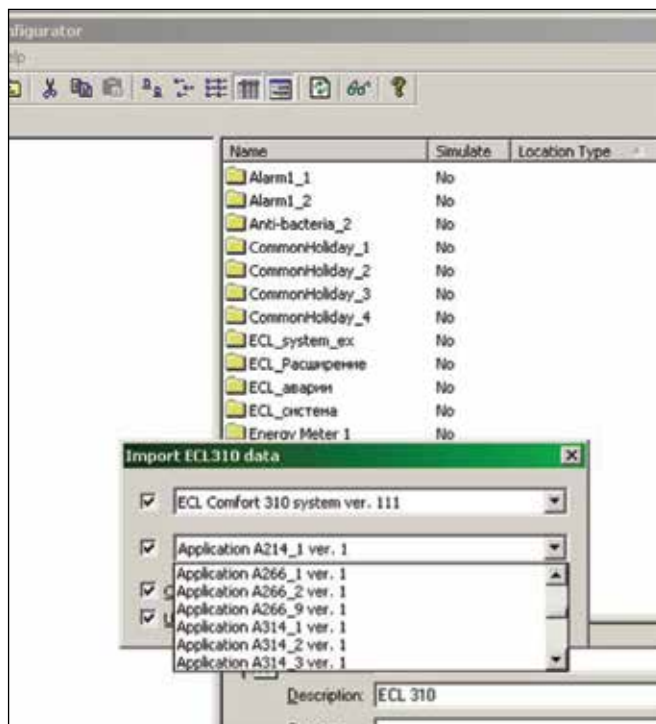 nfigurator
elp
Name Simulate Location Type
Alarm1_1 No
Alarm1_2 No
Anti-bacteria_2 No
CommonHoliday_1 No
CommonHoliday_2 No
CommonHoliday_3 No
CommonHoliday_4 No
ECL_system_ex No
ECL_Расширение No
ECL_аварии No
ECL_система No
Energy Meter 1 No
Import ECL310 data
ECL Comfort 310 system ver. 111
Application A214_1 ver. 1
Application A266_1 ver. 1
Application A266_2 ver. 1
Application A266_9 ver. 1
Application A314_1 ver. 1
Application A314_2 ver. 1
Application A314_3 ver. 1
Description: ECL 310